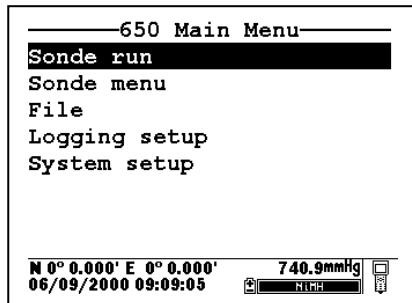 650 Main Menu
Sonde run
Sonde menu
File
Logging setup
System setup
N 0° 0.000' E 0° 0.000' 740.9mmHg
06/09/2000 09:09:05 NiMH